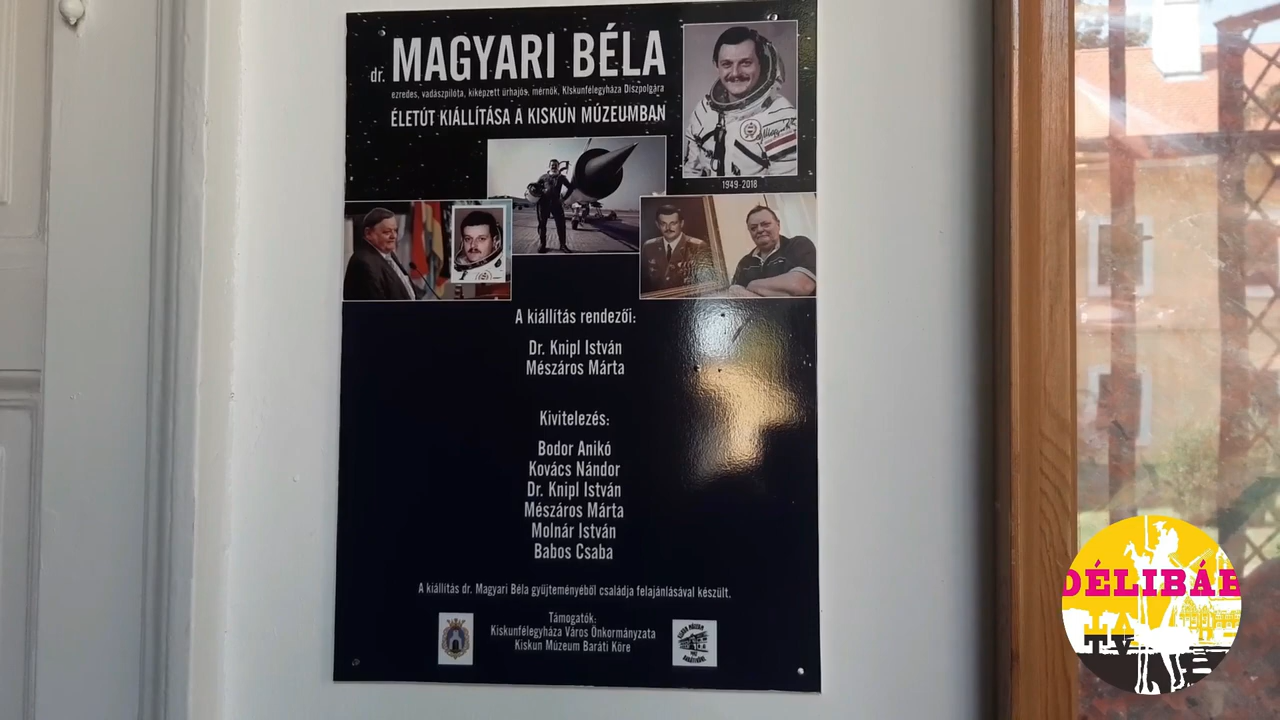 dr. MAGYARI BÉLA
ezredes, vadászpilóta, kiképzett űrhajós, mérnök, Kiskunfélegyháza Díszpolgára
ÉLETÚT KIÁLLÍTÁSA A KISKUN MÚZEUMBAN
1949-2018
A kiállítás rendezői:
Dr. Knipl István
Mészáros Márta
Kivitelezés:
Bodor Anikó
Kovács Nándor
Dr. Knipl István
Mészáros Márta
Molnár István
Babos Csaba
A kiállítás dr. Magyari Béla gyűjteményéből családja felajánlásával készült.
Támogatók:
Kiskunfélegyháza Város Önkormányzata
Kiskun Múzeum Baráti Köre
DÉLIBÁB
TV